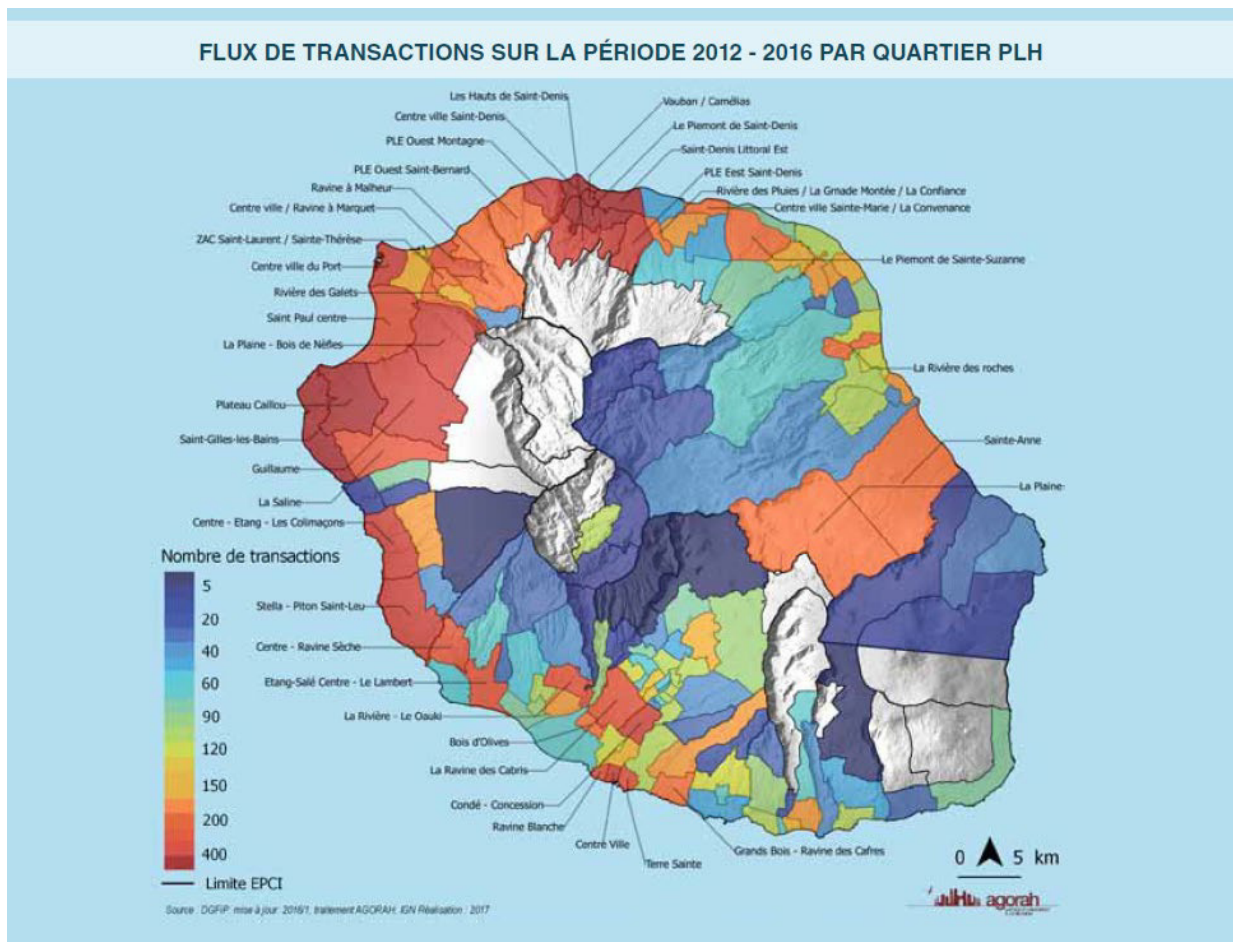 FLUX DE TRANSACTIONS SUR LA PÉRIODE 2012 - 2016 PAR QUARTIER PLH
Les Hauts de Saint-Denis
Centre ville Saint-Denis
PLE Ouest Montagne
PLE Ouest Saint-Bernard
Ravine à Malheur
Centre ville / Ravine à Marquet
ZAC Saint-Laurent / Sainte-Thérèse
Centre ville du Port
Rivière des Galets
Saint Paul centre
La Plaine - Bois de Nèfles
Plateau Caillou
Saint-Gilles-les-Bains
Guillaume
La Saline
Centre - Etang - Les Colimaçons
Vauban / Camélias
Le Piemont de Saint-Denis
Saint-Denis Littoral Est
PLE Eest Saint-Denis
Rivière des Pluies / La Grnade Montée / La Confiance
Centre ville Sainte-Marie / La Convenance
Le Piemont de Sainte-Suzanne
La Rivière des roches
Sainte-Anne
La Plaine
Nombre de transactions
5
20
40
60
90
120
150
200
400
Limite EPCI
Stella - Piton Saint-Leu
Centre - Ravine Sèche
Etang-Salé Centre - Le Lambert
La Rivière - Le Oauki
Bois d'Olives
La Ravine des Cabris
Condé - Concession
Ravine Blanche
Centre Ville
Terre Sainte
Grands Bois - Ravine des Cafres
0 5 km
agorah
Source : DGFiP mise à jour 2016/1, traitement AGORAH, IGN Réalisation : 2017